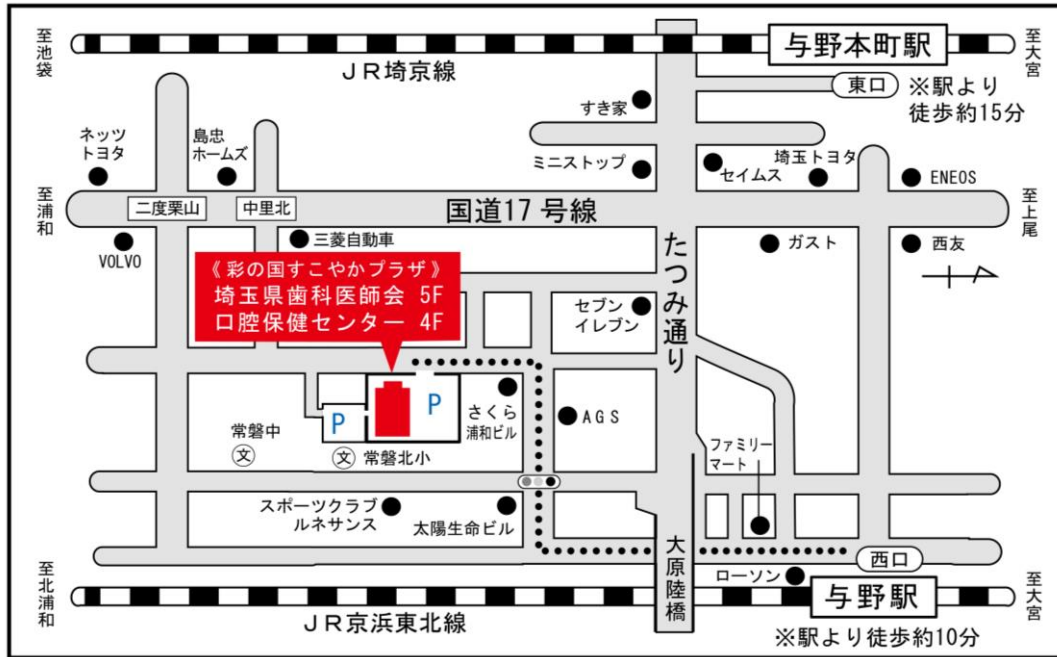 至池袋
JR埼京線
与野本町駅
至大宮
東口
※駅より
徒歩約15分
すき家
ネッツ
トヨタ
島忠
ホームズ
ミニストップ
セイムス
埼玉トヨタ
ENEOS
至浦和
二度栗山
中里北
国道17号線
至上尾
VOLVO
三菱自動車
たつみ通り
ガスト
西友
《彩の国すこやかプラザ》
埼玉県歯科医師会 5F
口腔保健センター 4F
セブン
イレブン
P
P
さくら
浦和ビル
AGS
常磐中
文
文
常磐北小
ファミリー
マート
スポーツクラブ
ルネサンス
太陽生命ビル
大原陸橋
西口
ローソン
至北浦和
JR京浜東北線
与野駅
至大宮
※駅より徒歩約10分